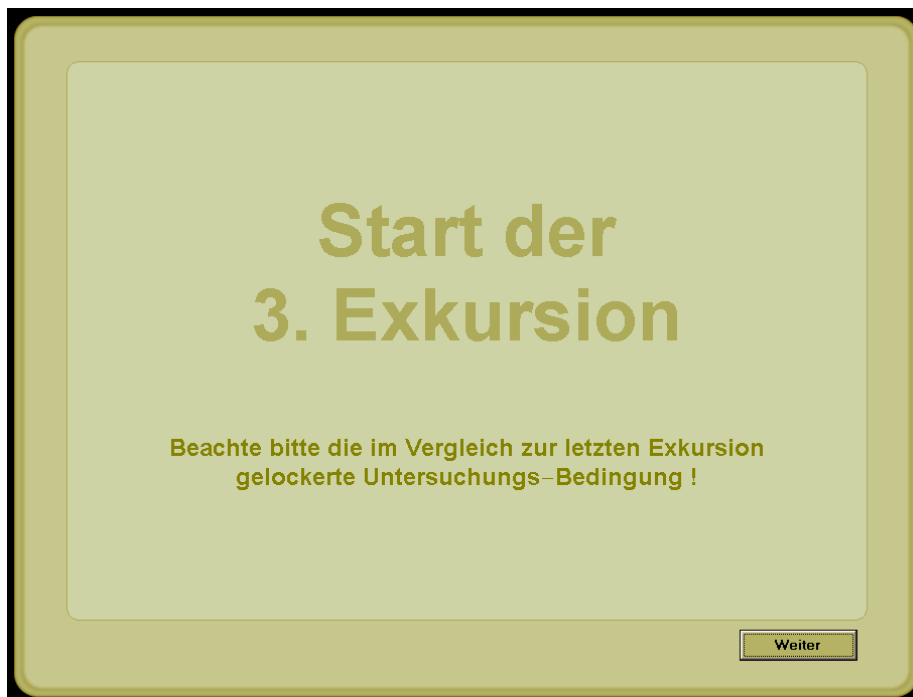 Start der
3. Exkursion
Beachte bitte die im Vergleich zur letzten Exkursion
gelockerte Untersuchungs-Bedingung !
Weiter